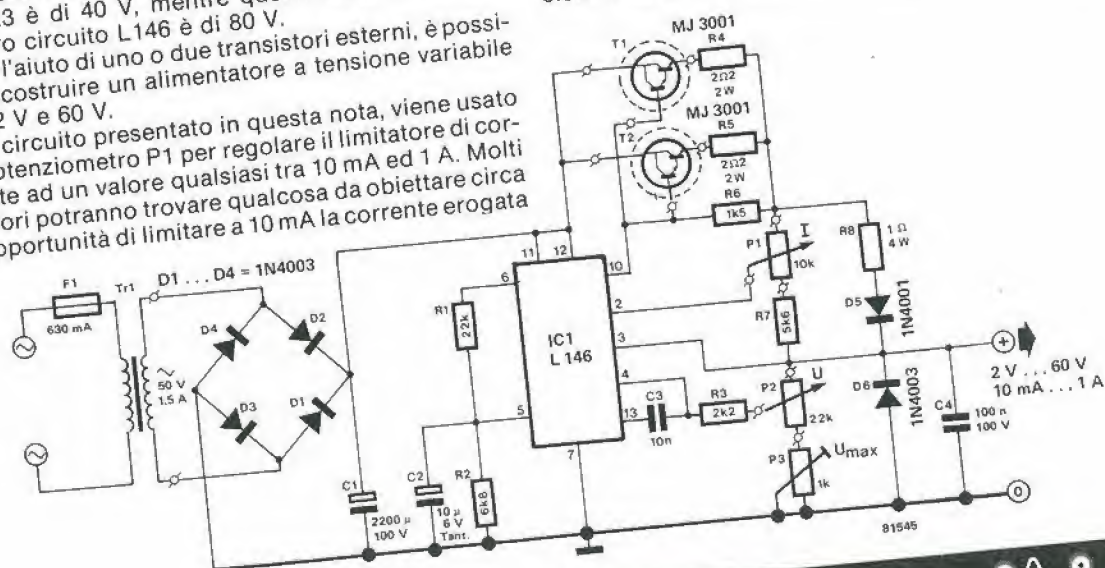 3 è di 40 V, mentre
circuito L146 è di 80 V.
l'aiuto di uno o due transistori esterni, è possi-
costruire un alimentatore a tensione variabile
2 V e 60 V.
circuito presentato in questa nota, viene usato
otenziometro P1 per regolare il limitatore di cor-
te ad un valore qualsiasi tra 10 mA ed 1 A. Molti
ori potranno trovare qualcosa da obiettare circa
opportunità di limitare a 10 mA la corrente erogata
T1
MJ 3001
R4
2Ω2
2W
T2
MJ 3001
R5
2Ω2
2W
R6
1k5
F1
630 mA
Tr1
D1 . . . D4 = 1N4003
50 V
1.5 A
D4
D2
D3
D1
C1
2200 µ
100 V
C2
10 µ
6 V
Tant.
R1
22k
R2
6k8
IC1
L 146
11
12
6
5
10
2
3
4
13
7
C3
10n
R3
2k2
P1
I
10k
R7
5k6
U
P2
22k
P3
Umax
1k
R8
1 Ω
4 W
D5
1N4001
D6
1N4003
C4
100 n
100 V
+
2 V . . . 60 V
10 mA . . . 1 A
0
81545